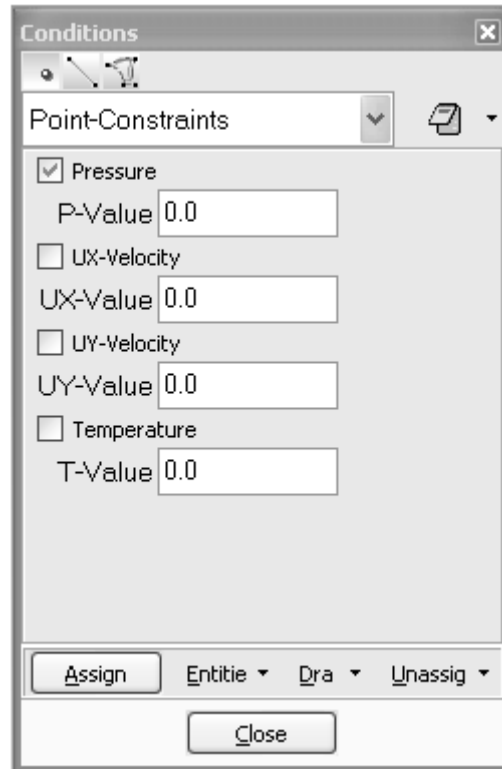 Conditions
Point-Constraints
Pressure
P-Value 0.0
UX-Velocity
UX-Value 0.0
UY-Velocity
UY-Value 0.0
Temperature
T-Value 0.0
Assign Entitie Dra Unassig
Close